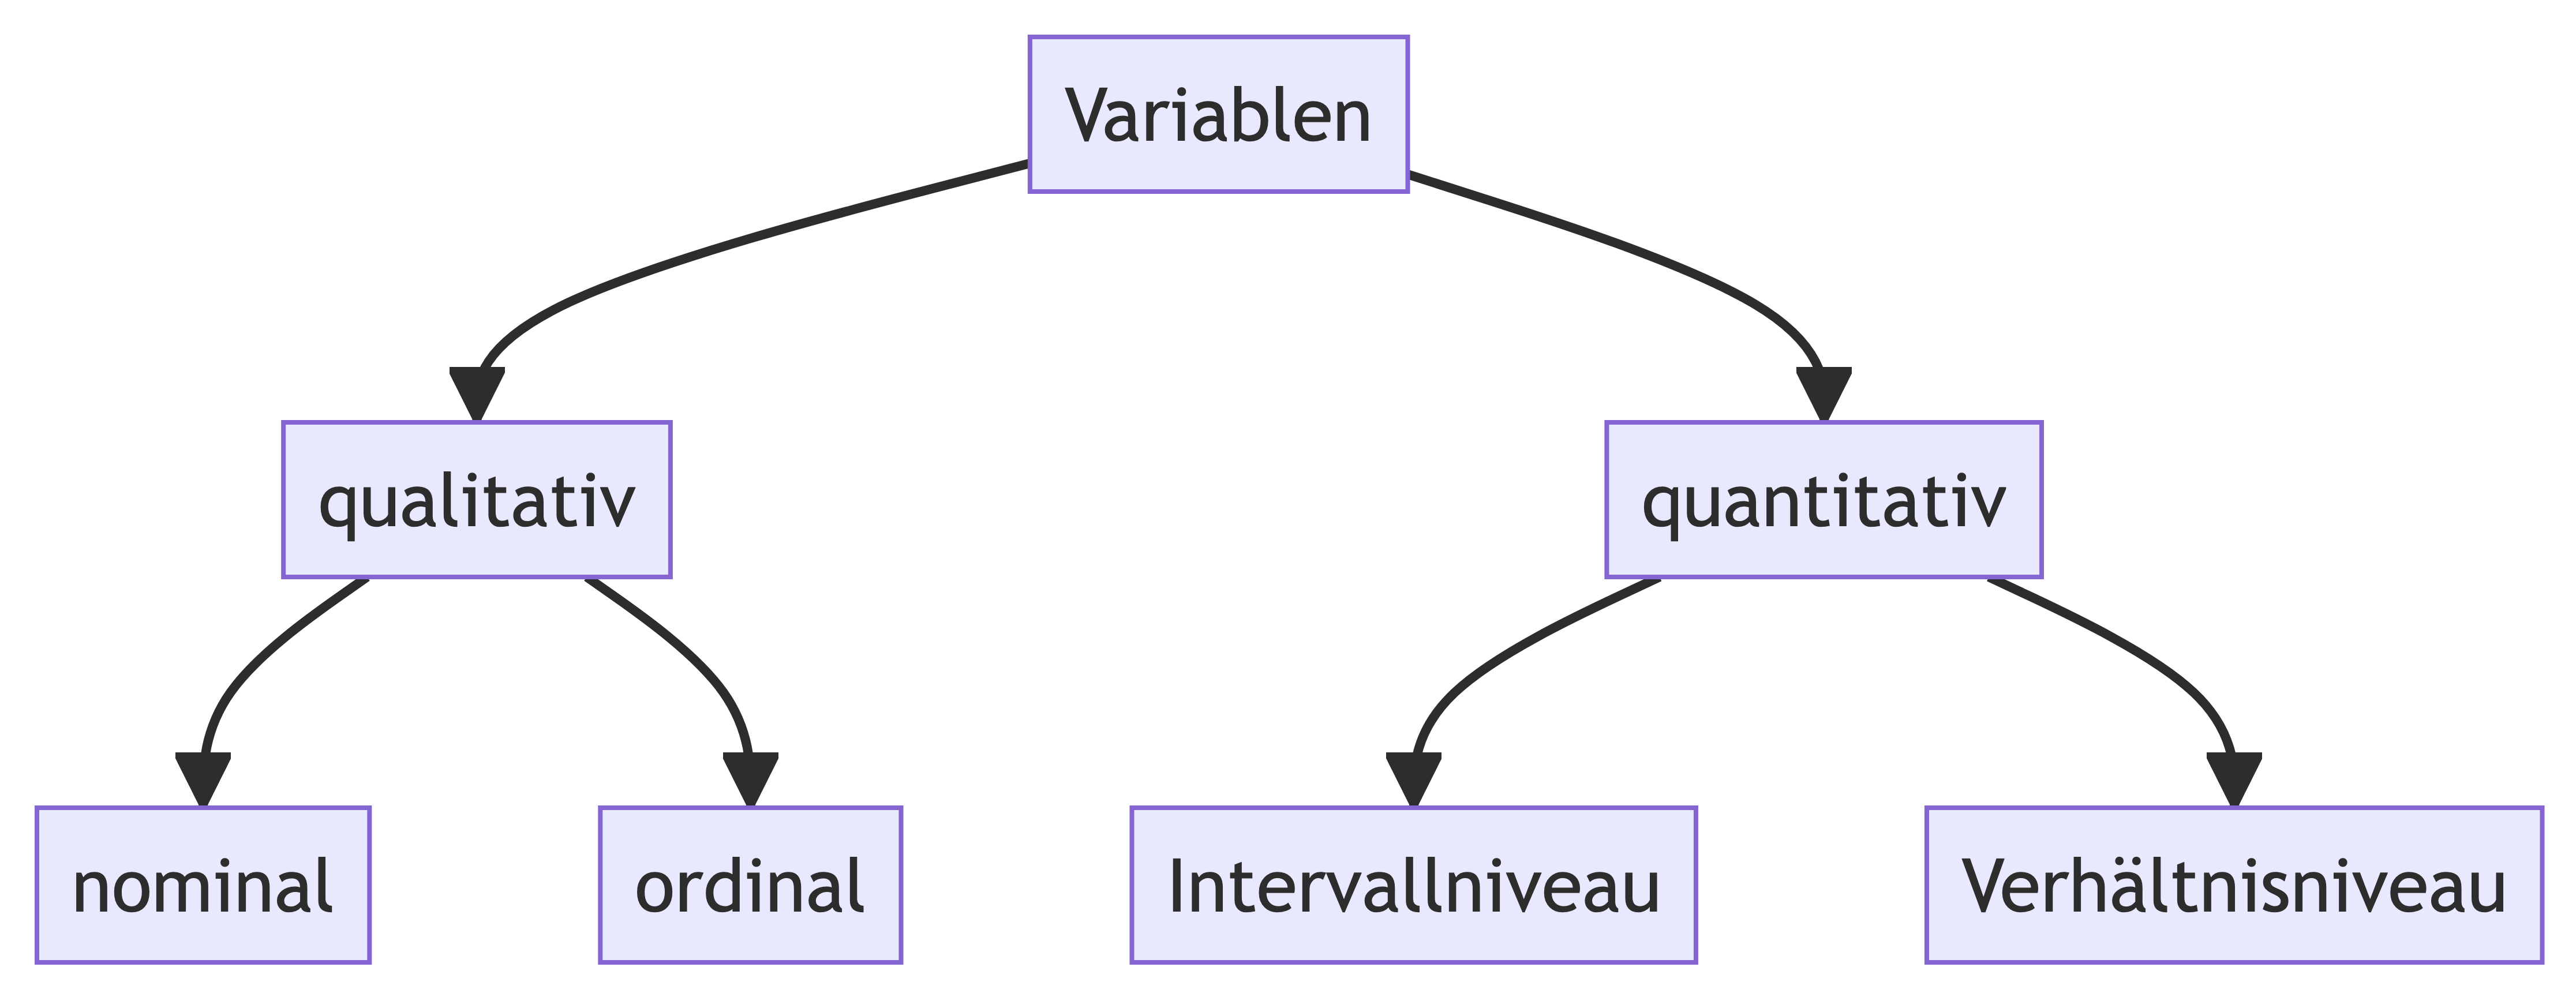 Variablen
qualitativ
quantitativ
nominal
ordinal
Intervallniveau
Verhältnisniveau